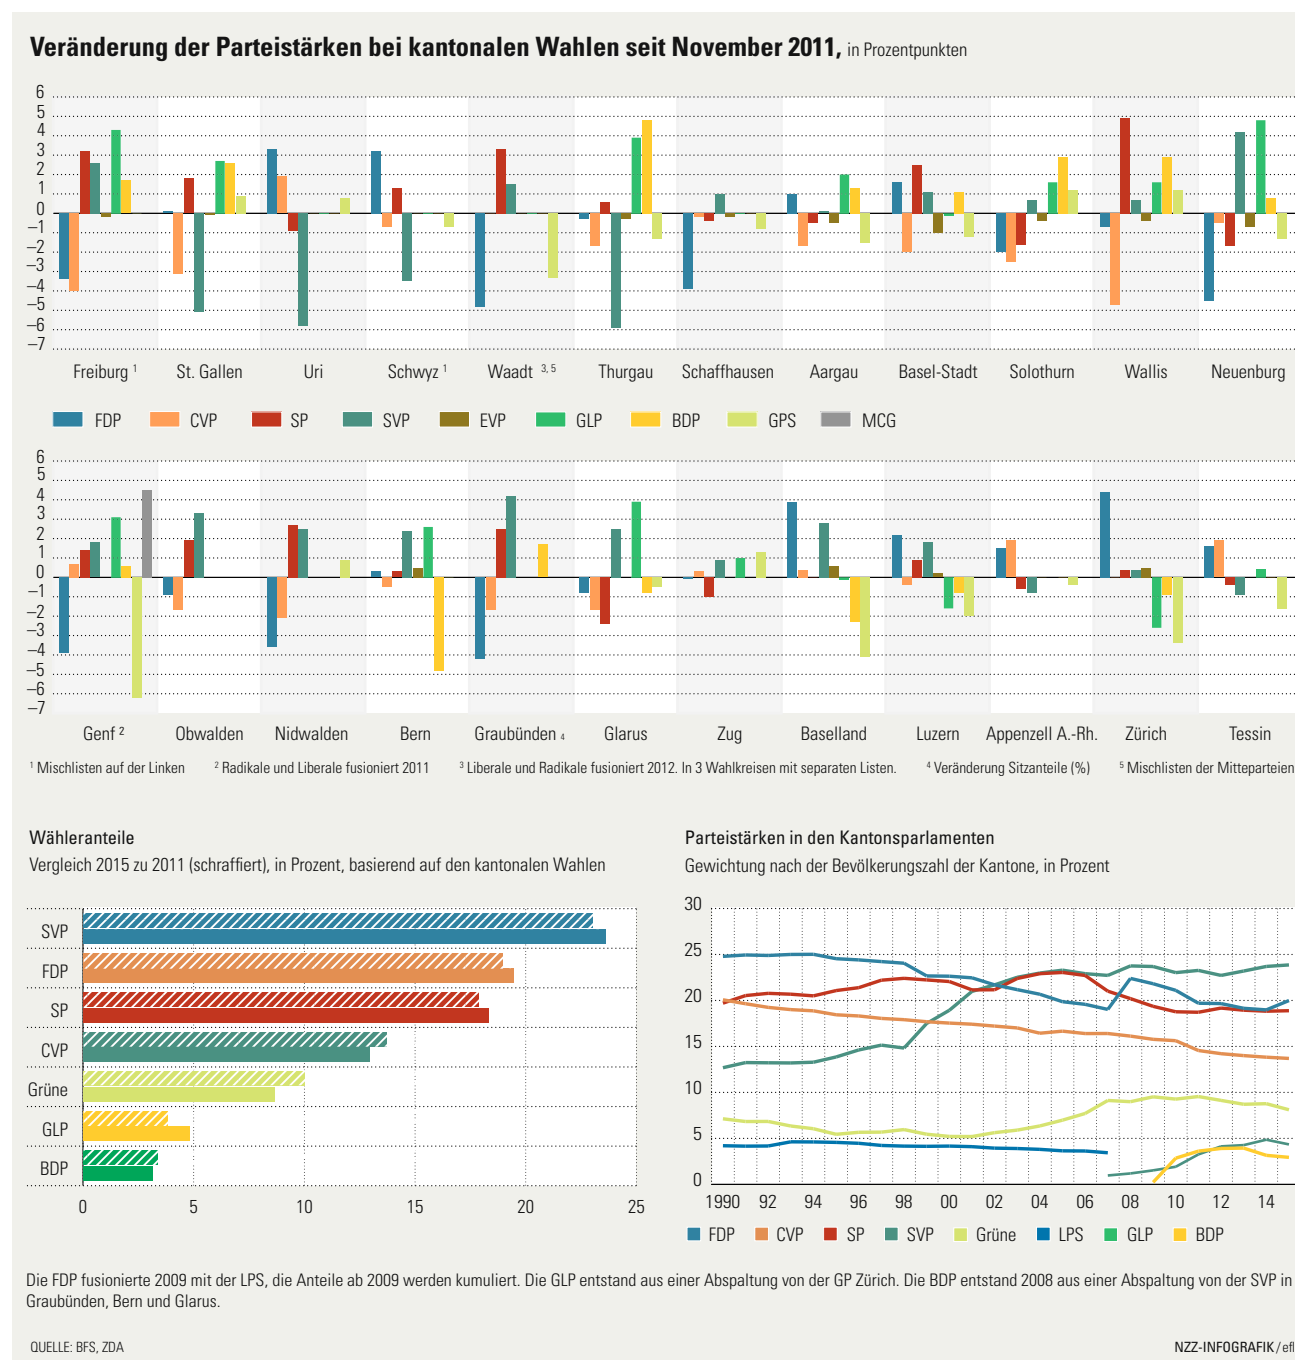 Veränderung der Parteistärken bei kantonalen Wahlen seit November 2011, in Prozentpunkten
6
5
4
3
2
1
0
–1
–2
–3
–4
–5
–6
–7
Freiburg ¹ St. Gallen Uri Schwyz ¹ Waadt ³,⁵ Thurgau Schaffhausen Aargau Basel-Stadt Solothurn Wallis Neuenburg
FDP CVP SP SVP EVP GLP BDP GPS MCG
6
5
4
3
2
1
0
–1
–2
–3
–4
–5
–6
–7
Genf ² Obwalden Nidwalden Bern Graubünden ₄ Glarus Zug Baselland Luzern Appenzell A.-Rh. Zürich Tessin
¹ Mischlisten auf der Linken ² Radikale und Liberale fusioniert 2011 ³ Liberale und Radikale fusioniert 2012. In 3 Wahlkreisen mit separaten Listen. ⁴ Veränderung Sitzanteile (%) ⁵ Mischlisten der Mitteparteien
Wähleranteile
Vergleich 2015 zu 2011 (schraffiert), in Prozent, basierend auf den kantonalen Wahlen
SVP
FDP
SP
CVP
Grüne
GLP
BDP
0 5 10 15 20 25
Parteistärken in den Kantonsparlamenten
Gewichtung nach der Bevölkerungszahl der Kantone, in Prozent
30
25
20
15
10
5
0
1990 92 94 96 98 00 02 04 06 08 10 12 14
FDP CVP SP SVP Grüne LPS GLP BDP
Die FDP fusionierte 2009 mit der LPS, die Anteile ab 2009 werden kumuliert. Die GLP entstand aus einer Abspaltung von der GP Zürich. Die BDP entstand 2008 aus einer Abspaltung von der SVP in
Graubünden, Bern und Glarus.
QUELLE: BFS, ZDA
NZZ-INFOGRAFIK/efl